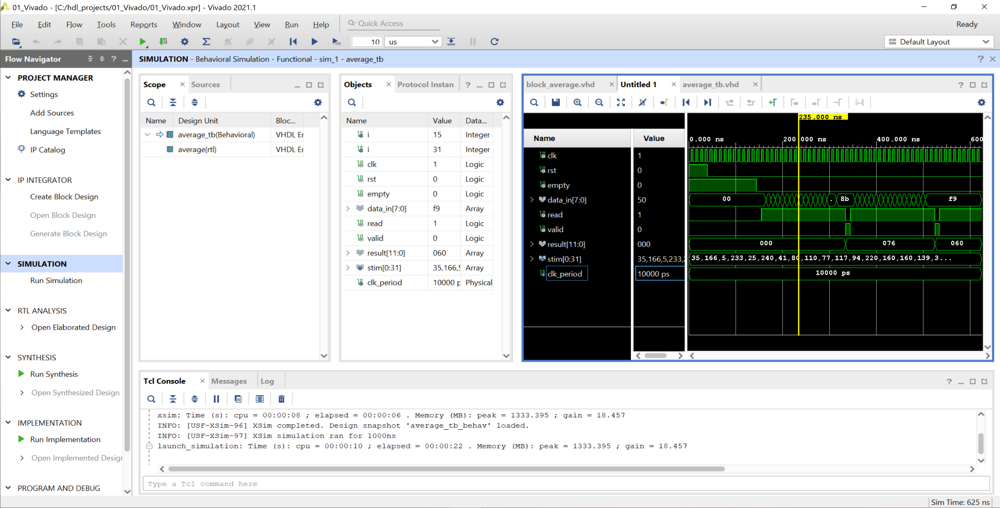 01_Vivado - [C:/hdl_projects/01_Vivado/01_Vivado.xpr] - Vivado 2021.1
File Edit Flow Tools Reports Window Layout View Run Help Quick Access Ready
10 us Default Layout
Flow Navigator
SIMULATION - Behavioral Simulation - Functional - sim_1 - average_tb
PROJECT MANAGER
Settings
Add Sources
Language Templates
IP Catalog
IP INTEGRATOR
Create Block Design
Open Block Design
Generate Block Design
SIMULATION
Run Simulation
RTL ANALYSIS
Open Elaborated Design
SYNTHESIS
Run Synthesis
Open Synthesized Design
IMPLEMENTATION
Run Implementation
Open Implemented Desigr
PROGRAM AND DEBUG
Scope Sources
Name Design Unit Bloc...
average_tb(Behavioral) VHDL Er
average(rtl) VHDL Er
Objects Protocol Instan
Name Value Data...
i 15 Integer
i 31 Integer
clk 1 Logic
rst 0 Logic
empty 0 Logic
data_in[7:0] f9 Array
read 1 Logic
valid 0 Logic
result[11:0] 060 Array
stim[0:31] 35,166,5 Array
clk_period 10000 p Physical
block_average.vhd Untitled 1 average_tb.vhd
235.000 ns
Name Value 0.000 ns 200.000 ns 400.000 ns 600
clk 1
rst 0
empty 0
data_in[7:0] 50 00 . 8b f9
read 1
valid 0
result[11:0] 000 000 076 060
stim[0:31] 35,166,5,233, 35,166,5,233,25,240,41,80,110,77,117,94,220,160,160,139,3...
clk_period 10000 ps 10000 ps
Tcl Console Messages Log
xsim: Time (s): cpu = 00:00:08 ; elapsed = 00:00:06 . Memory (MB): peak = 1333.395 ; gain = 18.457
INFO: [USF-XSim-96] XSim completed. Design snapshot 'average_tb_behav' loaded.
INFO: [USF-XSim-97] XSim simulation ran for 1000ns
launch_simulation: Time (s): cpu = 00:00:10 ; elapsed = 00:00:22 . Memory (MB): peak = 1333.395 ; gain = 18.457
Type a Tcl command here
Sim Time: 625 ns